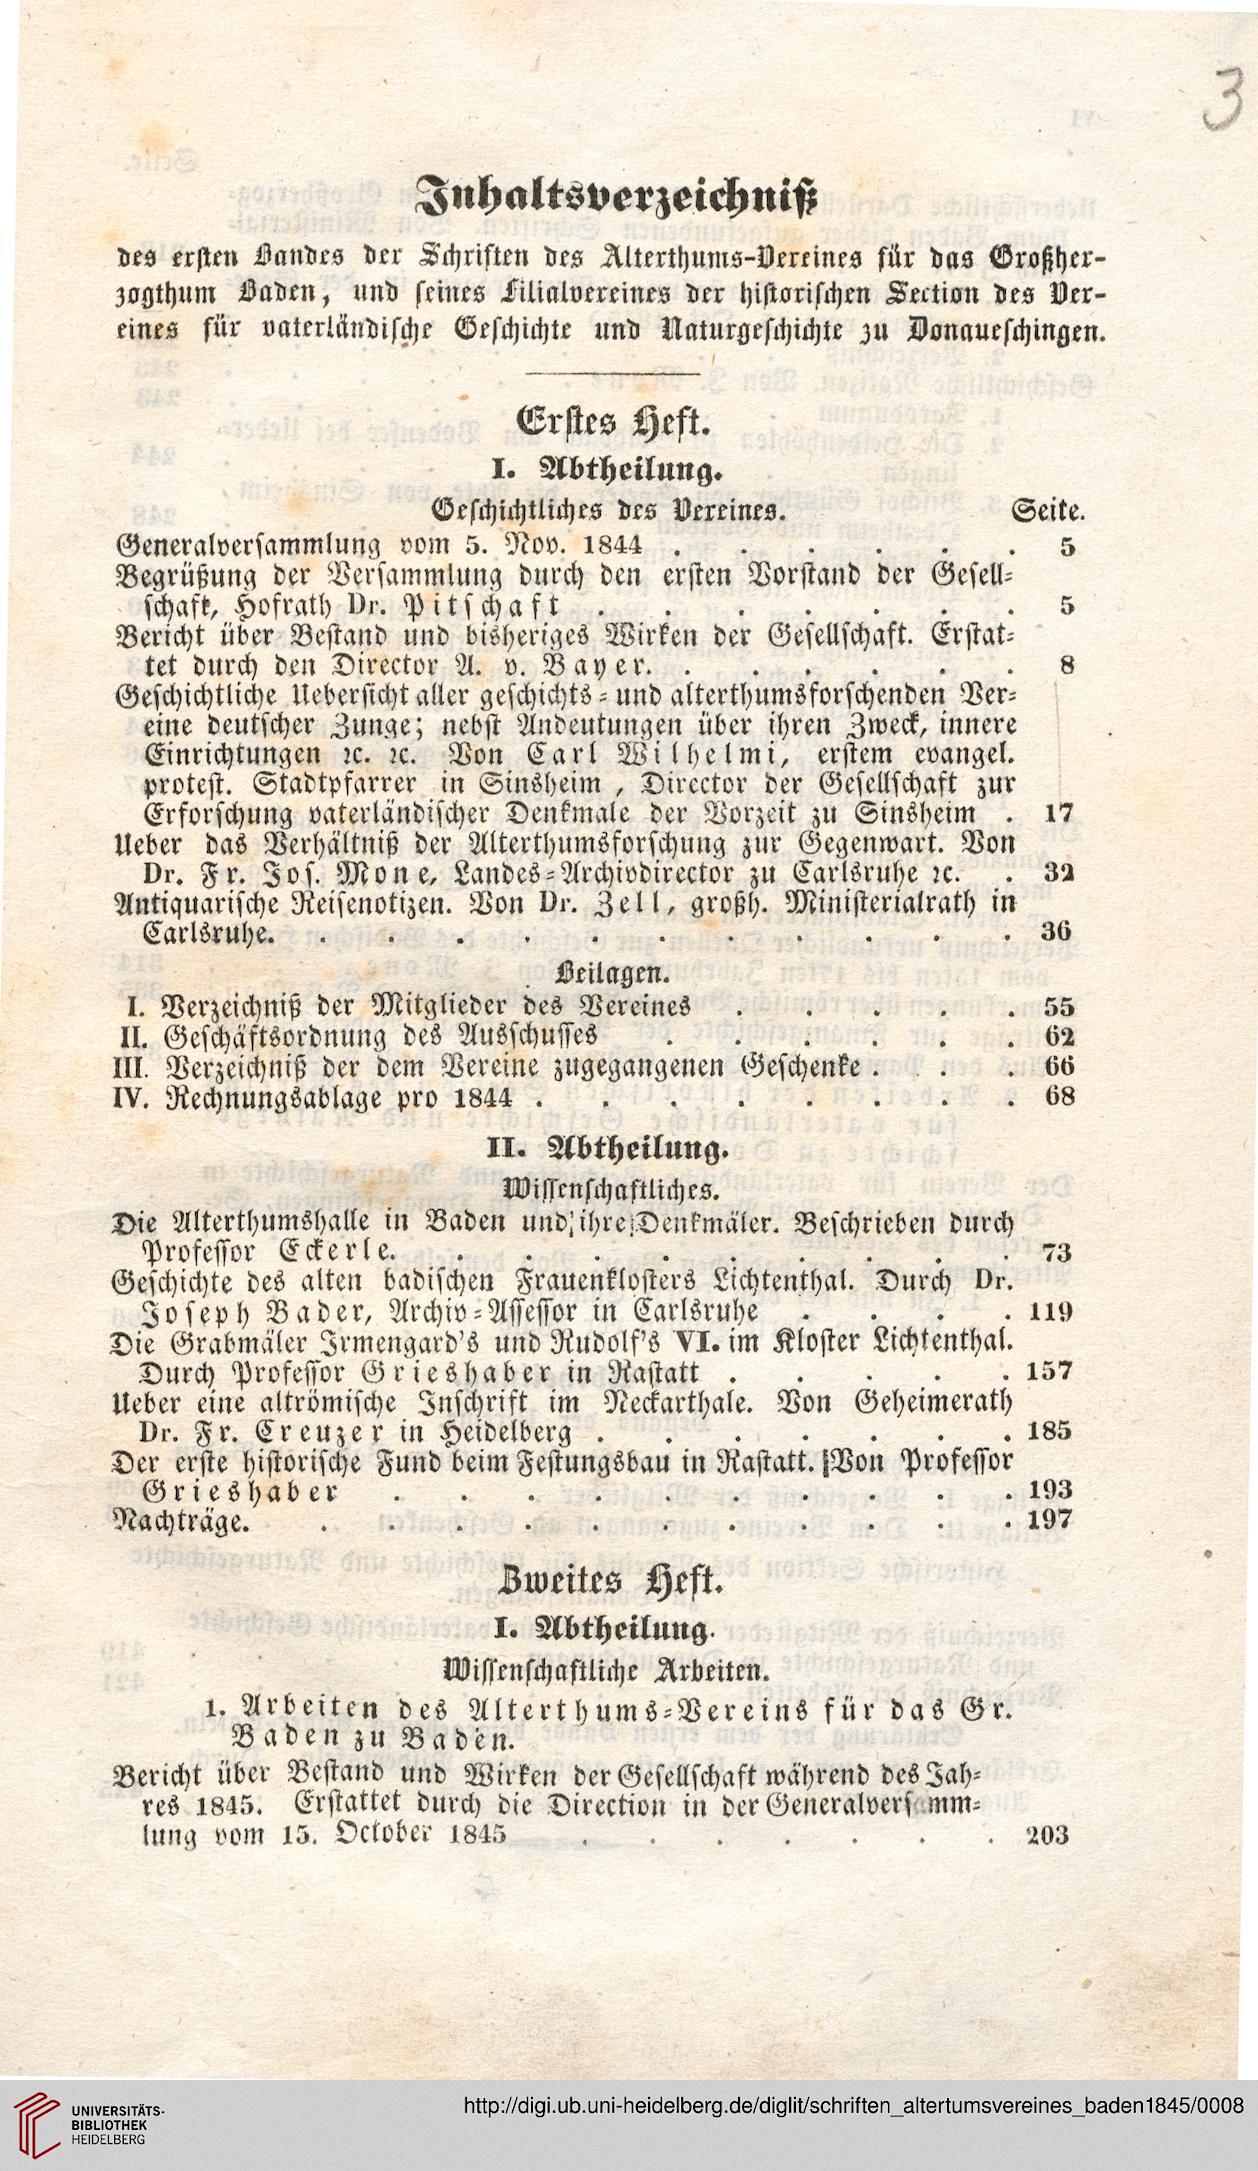 3
Inhaltsverzeichniß
des ersten Bandes der Schriften des Alterthums-Vereines für das Großher-
zogthum Baden, und seines Filialvereines der historischen Section des Ver-
eines für vaterländische Geschichte und Naturgeschichte zu Donaueschingen.
Erstes Heft.
I. Abtheilung.
Geschichtliches des Vereines. Seite.
Generalversammlung vom 5. Nov. 1844 . . . . . . 5
Begrüßung der Versammlung durch den ersten Vorstand der Gesell-
schaft, Hofrath Dr. Pitschaft . . . . . . . 5
Bericht über Bestand und bisheriges Wirken der Gesellschaft. Erstat-
tet durch den Director A. v. Bayer. . . . . . . 8
Geschichtliche Uebersicht aller geschichts- und alterthumsforschenden Ver-
eine deutscher Zunge; nebst Andeutungen über ihren Zweck, innere
Einrichtungen ꝛc. ꝛc. Von Carl Wilhelmi, erstem evangel.
protest. Stadtpfarrer in Sinsheim, Director der Gesellschaft zur
Erforschung vaterländischer Denkmale der Vorzeit zu Sinsheim . 17
Ueber das Verhältniß der Alterthumsforschung zur Gegenwart. Von
Dr. Fr. Jos. Mone, Landes-Archivdirector zu Carlsruhe ꝛc. . 32
Antiquarische Reisenotizen. Von Dr. Zell, großh. Ministerialrath in
Carlsruhe. . . . . . . . . . . . 36
Beilagen.
I. Verzeichniß der Mitglieder des Vereines . . . . . 55
II. Geschäftsordnung des Ausschusses . . . . . . 62
III. Verzeichniß der dem Vereine zugegangenen Geschenke . . . 66
IV. Rechnungsablage pro 1844 . . . . . . . . 68
II. Abtheilung.
Wissenschaftliches.
Die Alterthumshalle in Baden und ihre Denkmäler. Beschrieben durch
Professor Eckerle. . . . . . . . . . 73
Geschichte des alten badischen Frauenklosters Lichtenthal. Durch Dr.
Joseph Bader, Archiv-Assessor in Carlsruhe . . . . 119
Die Grabmäler Irmengard's und Rudolf's VI. im Kloster Lichtenthal.
Durch Professor Grieshaber in Rastatt . . . . . 157
Ueber eine altrömische Inschrift im Neckarthale. Von Geheimerath
Dr. Fr. Creuzer in Heidelberg . . . . . . . 185
Der erste historische Fund beim Festungsbau in Rastatt. Von Professor
Grieshaber . . . . . . . . . . 193
Nachträge. . . . . . . . . . . . 197
Zweites Heft.
I. Abtheilung.
Wissenschaftliche Arbeiten.
1. Arbeiten des Alterthums-Vereins für das Gr.
Baden zu Baden.
Bericht über Bestand und Wirken der Gesellschaft während des Jah-
res 1845. Erstattet durch die Direction in der Generalversamm-
lung vom 15. October 1845 . . . . . . . 203
UNIVERSITÄTS-
BIBLIOTHEK
HEIDELBERG
http://digi.ub.uni-heidelberg.de/diglit/schriften_altertumsvereines_baden1845/0008